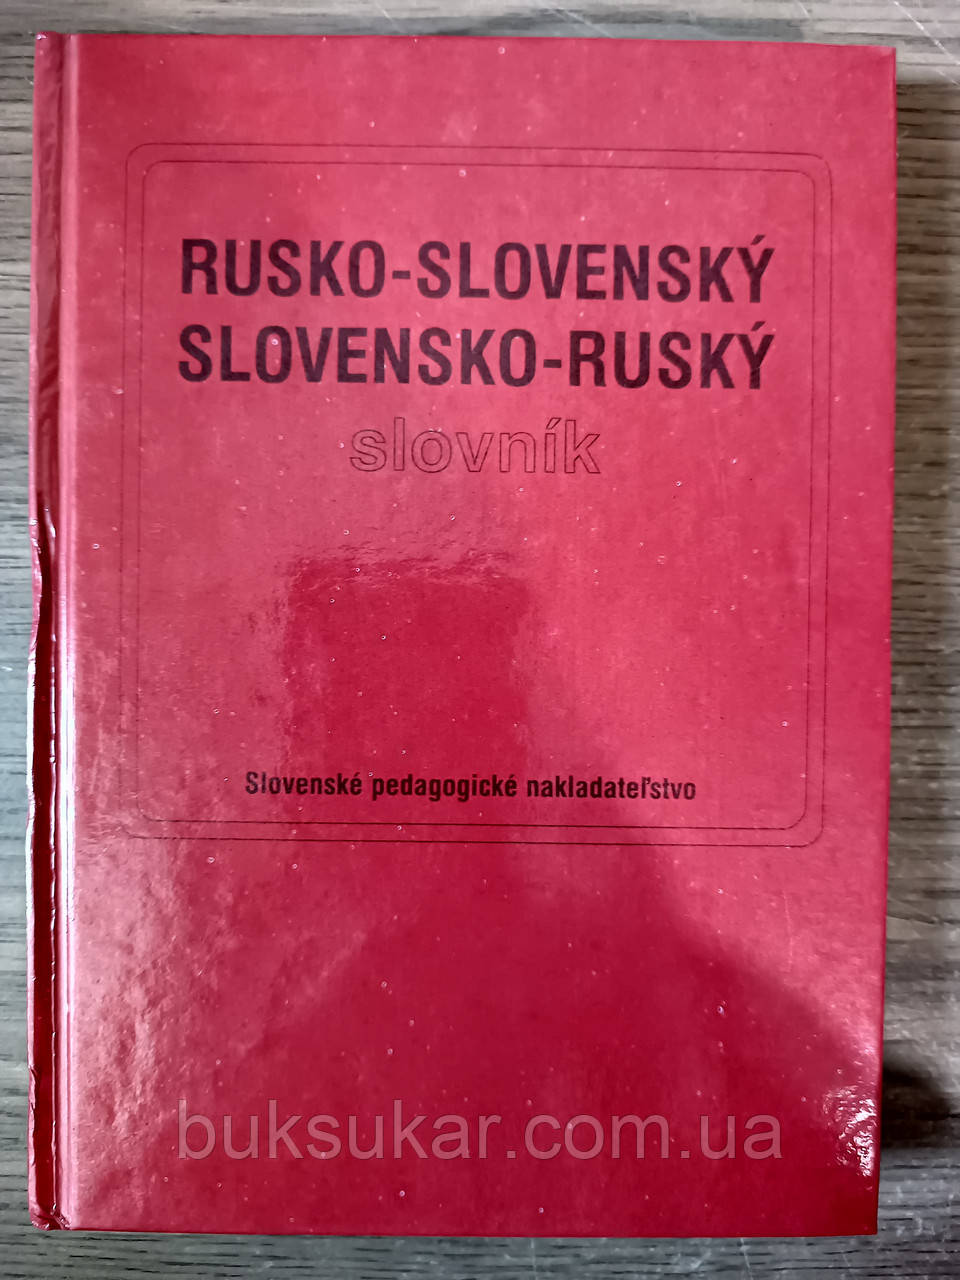 RUSKO-SLOVENSKÝ
SLOVENSKO-RUSKÝ
slovník
Slovenské pedagogické nakladateľstvo
buksukar.com.ua